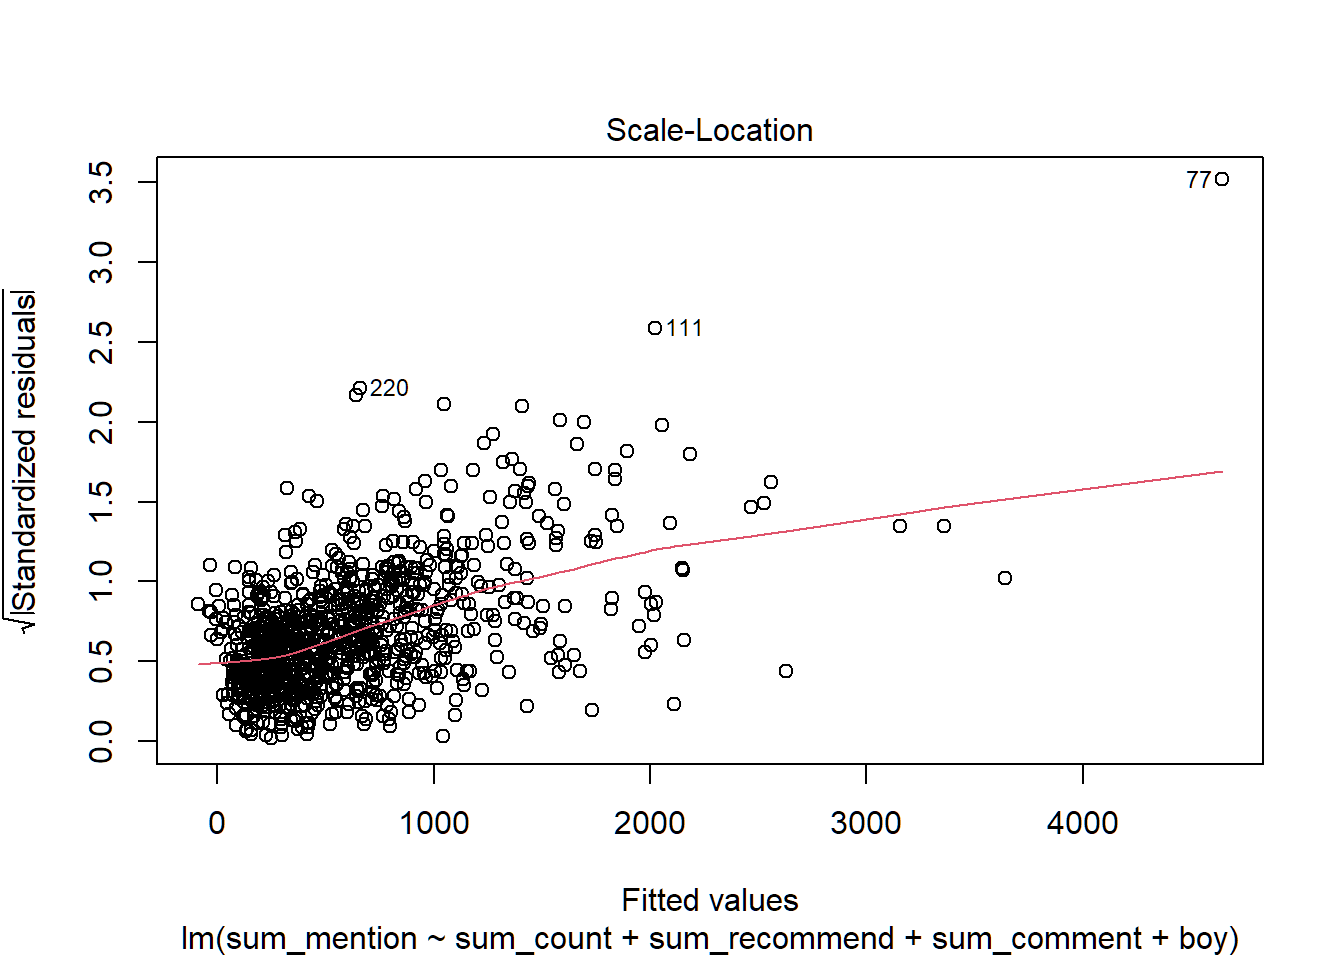 Scale-Location
√|Standardized residuals|
3.5
3.0
2.5
2.0
1.5
1.0
0.5
0.0
77
111
220
0 1000 2000 3000 4000
Fitted values
lm(sum_mention ~ sum_count + sum_recommend + sum_comment + boy)